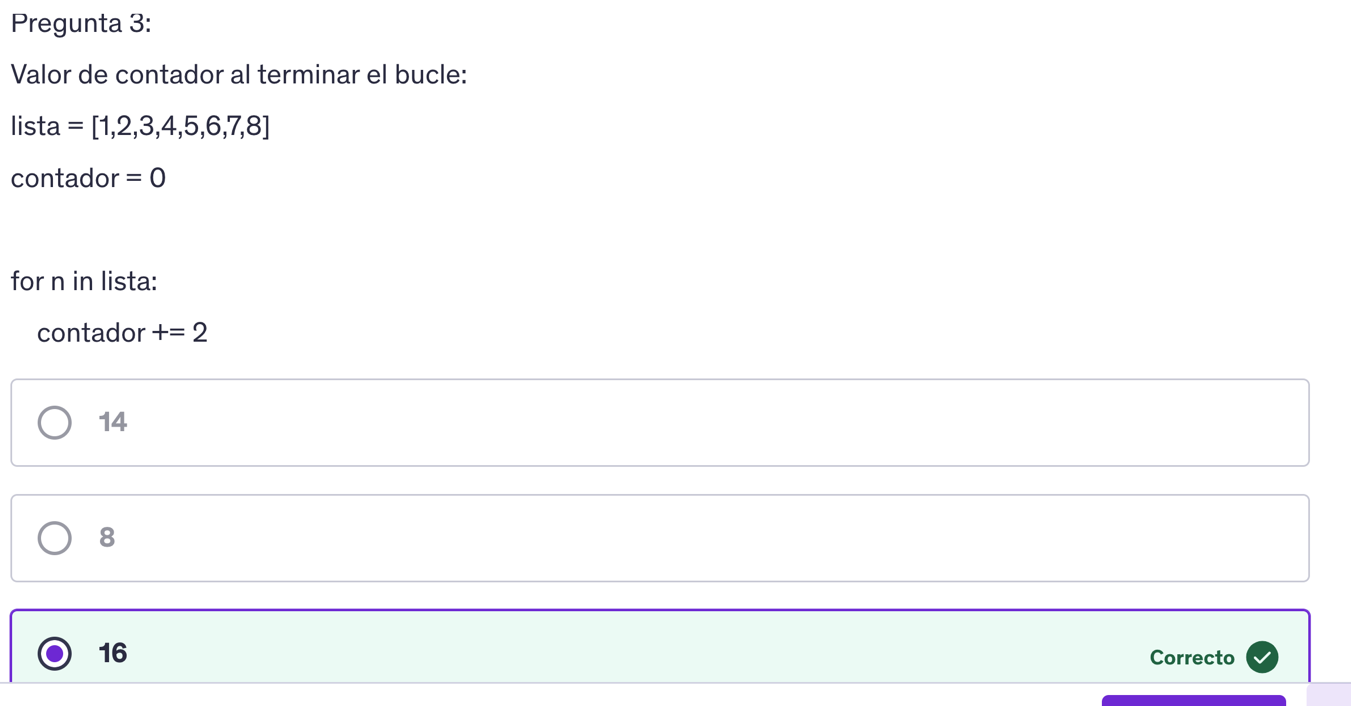 Pregunta 3:
Valor de contador al terminar el bucle:
lista = [1,2,3,4,5,6,7,8]
contador = 0
for n in lista:
contador += 2
14
8
16
Correcto